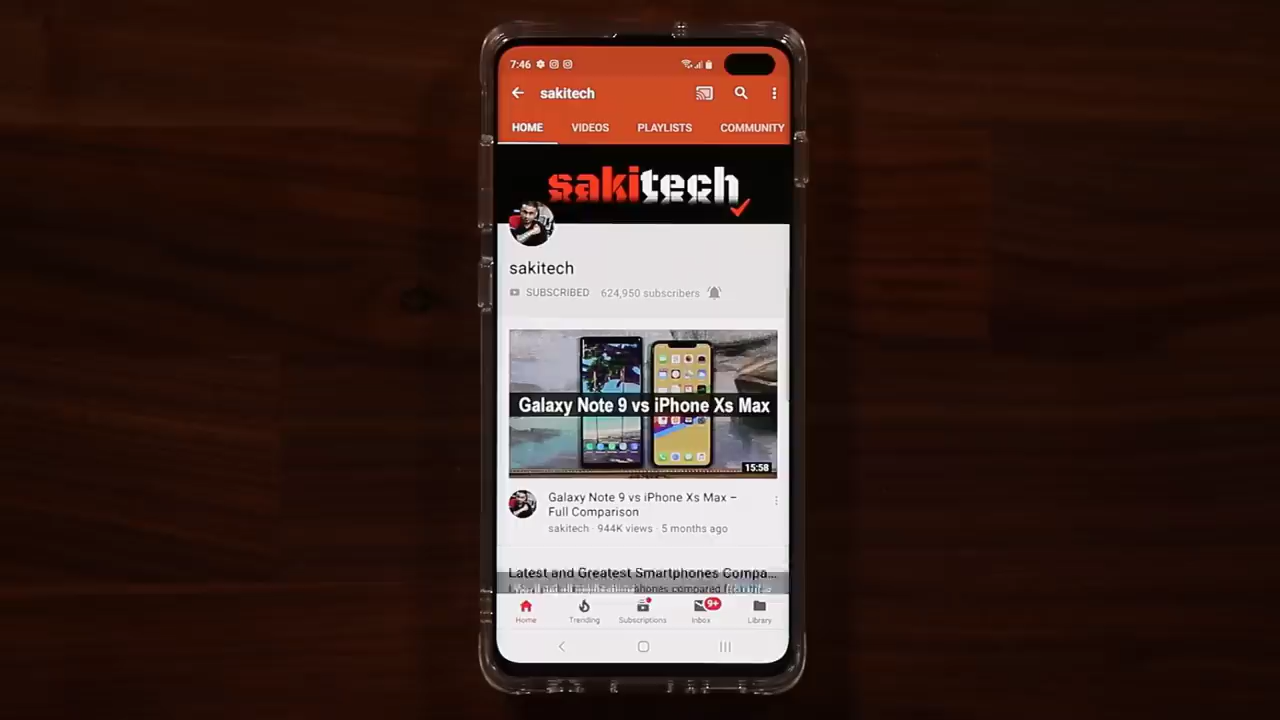 7:46
sakitech
HOME VIDEOS PLAYLISTS COMMUNITY
sakitech
sakitech
SUBSCRIBED 624,950 subscribers
Galaxy Note 9 vs iPhone Xs Max
15:58
Galaxy Note 9 vs iPhone Xs Max –
Full Comparison
sakitech · 944K views · 5 months ago
Latest and Greatest Smartphones Compa...
9+
Home Trending Subscriptions Inbox Library